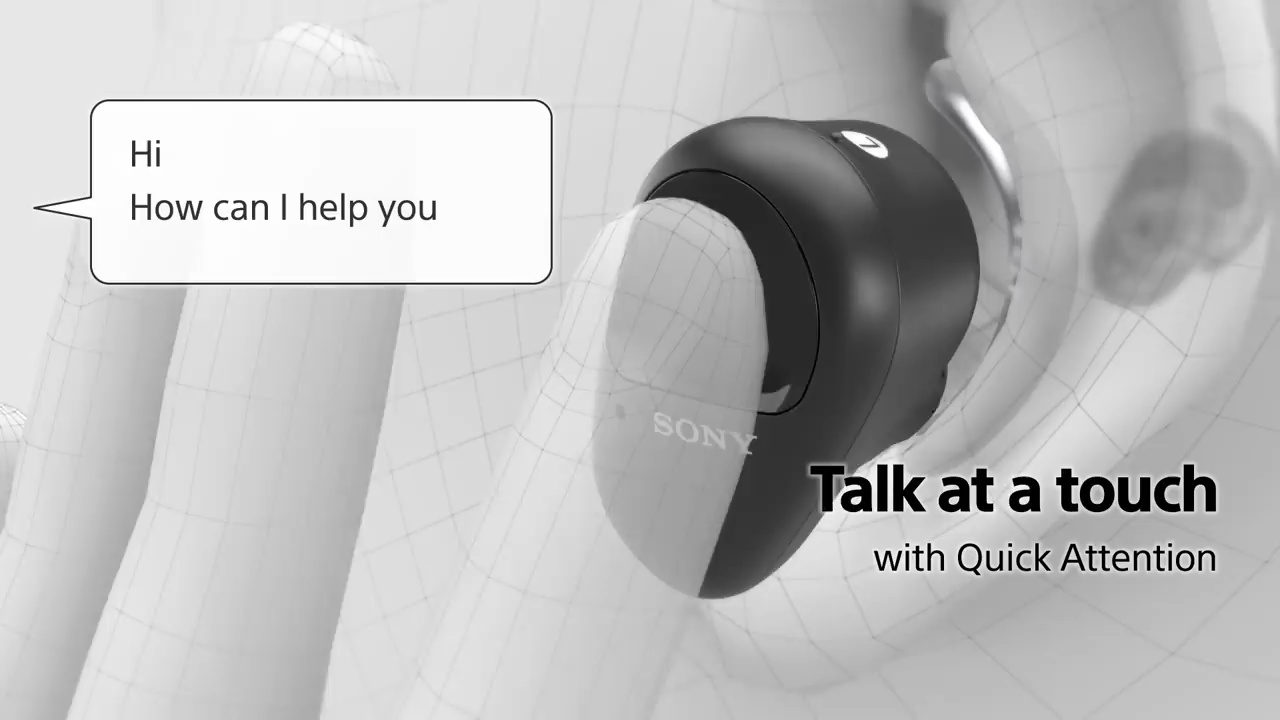 Hi
How can I help you
L
SONY
Talk at a touch
with Quick Attention